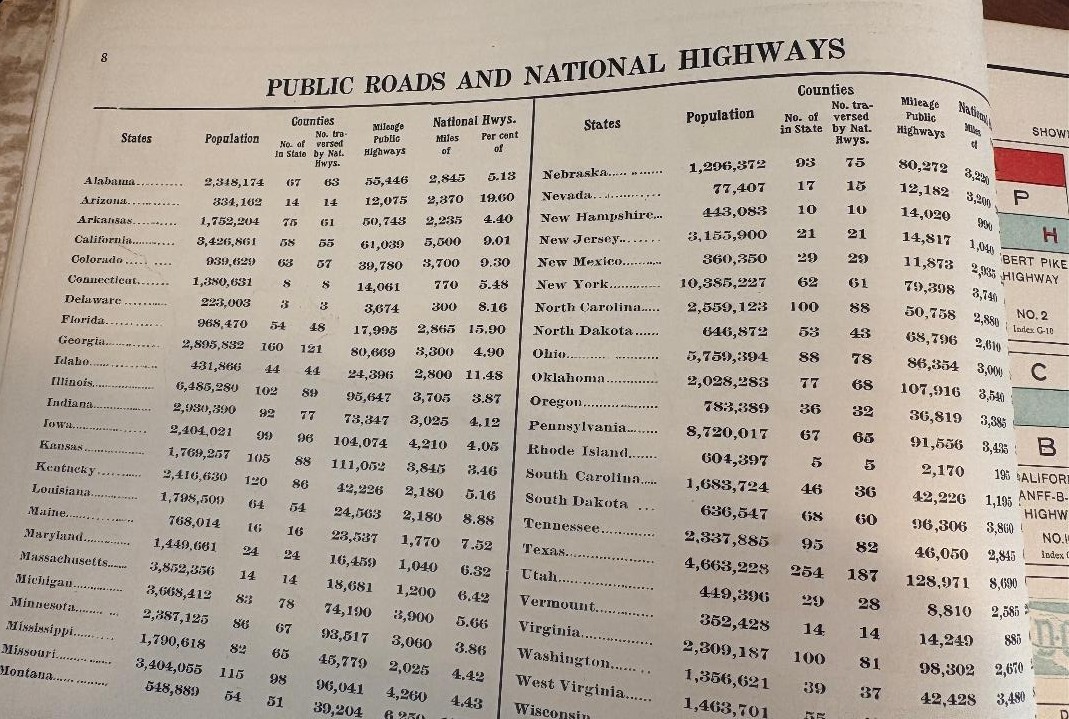 8
PUBLIC ROADS AND NATIONAL HIGHWAYS
States Population Counties No. of in State No. tra-versed by Nat. Hwys. Mileage Public Highways National Hwys. Miles of Per cent of
Alabama.......... 2,348,174 67 63 55,446 2,845 5.13
Arizona............ 334,162 14 14 12,075 2,370 19.60
Arkansas.......... 1,752,204 75 61 50,743 2,235 4.40
California.......... 3,426,861 58 55 61,039 5,500 9.01
Colorado.......... 939,629 63 57 39,780 3,700 9.30
Connecticut....... 1,380,631 8 8 14,061 770 5.48
Delaware.......... 223,003 3 3 3,674 300 8.16
Florida............ 968,470 54 48 17,995 2,865 15.90
Georgia............ 2,895,832 160 121 80,669 3,300 4.90
Idaho............... 431,866 44 44 24,396 2,800 11.48
Illinois.............. 6,485,280 102 89 95,647 3,705 3.87
Indiana............. 2,930,390 92 77 73,347 3,025 4.12
Iowa................ 2,404,021 99 96 104,074 4,210 4.05
Kansas............. 1,769,257 105 88 111,052 3,845 3.46
Kentucky.......... 2,416,630 120 86 42,226 2,180 5.16
Louisiana........... 1,798,509 64 54 24,563 2,180 8.88
Maine............... 768,014 16 16 23,537 1,770 7.52
Maryland........... 1,449,661 24 24 16,459 1,040 6.32
Massachusetts..... 3,852,356 14 14 18,681 1,200 6.42
Michigan........... 3,668,412 83 78 74,190 3,900 5.66
Minnesota.......... 2,387,125 86 67 93,517 3,060 3.86
Mississippi......... 1,790,618 82 65 45,779 2,025 4.42
Missouri............ 3,404,055 115 98 96,041 4,260 4.43
Montana............ 548,889 54 51 39,204 6,250
States Population Counties No. of in State No. tra-versed by Nat. Hwys. Mileage Public Highways National Miles of
Nebraska........... 1,296,372 93 75 80,272 3,220
Nevada............. 77,407 17 15 12,182 3,200
New Hampshire... 443,083 10 10 14,020 990
New Jersey........ 3,155,900 21 21 14,817 1,040
New Mexico........ 360,350 29 29 11,873 2,935
New York........... 10,385,227 62 61 79,398 3,740
North Carolina..... 2,559,123 100 88 50,758 2,880
North Dakota...... 646,872 53 43 68,796 2,610
Ohio................. 5,759,394 88 78 86,354 3,000
Oklahoma........... 2,028,283 77 68 107,916 3,540
Oregon.............. 783,389 36 32 36,819 3,385
Pennsylvania....... 8,720,017 67 65 91,556 3,435
Rhode Island....... 604,397 5 5 2,170 195
South Carolina..... 1,683,724 46 36 42,226 1,195
South Dakota ... 636,547 68 60 96,306 3,860
Tennessee.......... 2,337,885 95 82 46,050 2,845
Texas............... 4,663,228 254 187 128,971 8,690
Utah................ 449,396 29 28 8,810 2,585
Vermount........... 352,428 14 14 14,249 885
Virginia............. 2,309,187 100 81 98,302 2,670
Washington........ 1,356,621 39 37 42,428 3,480
West Virginia...... 1,463,701 55
Wisconsin
SHOW
P
H
BERT PIKE
HIGHWAY
NO. 2
Index G-10
C
B
ALIFOR
ANFF-B-
HIGHW
NO.
Index